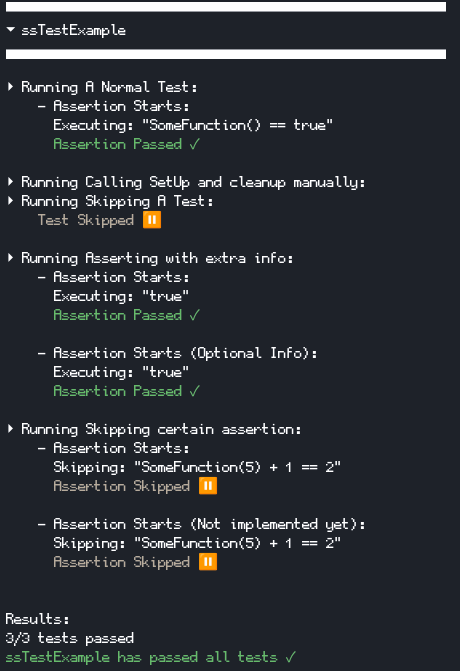 ▼ ssTestExample
▶ Running A Normal Test:
- Assertion Starts:
Executing: "SomeFunction() == true"
Assertion Passed ✓
▶ Running Calling SetUp and cleanup manually:
▶ Running Skipping A Test:
Test Skipped ⏸
▶ Running Asserting with extra info:
- Assertion Starts:
Executing: "true"
Assertion Passed ✓
- Assertion Starts (Optional Info):
Executing: "true"
Assertion Passed ✓
▶ Running Skipping certain assertion:
- Assertion Starts:
Skipping: "SomeFunction(5) + 1 == 2"
Assertion Skipped ⏸
- Assertion Starts (Not implemented yet):
Skipping: "SomeFunction(5) + 1 == 2"
Assertion Skipped ⏸
Results:
3/3 tests passed
ssTestExample has passed all tests ✓